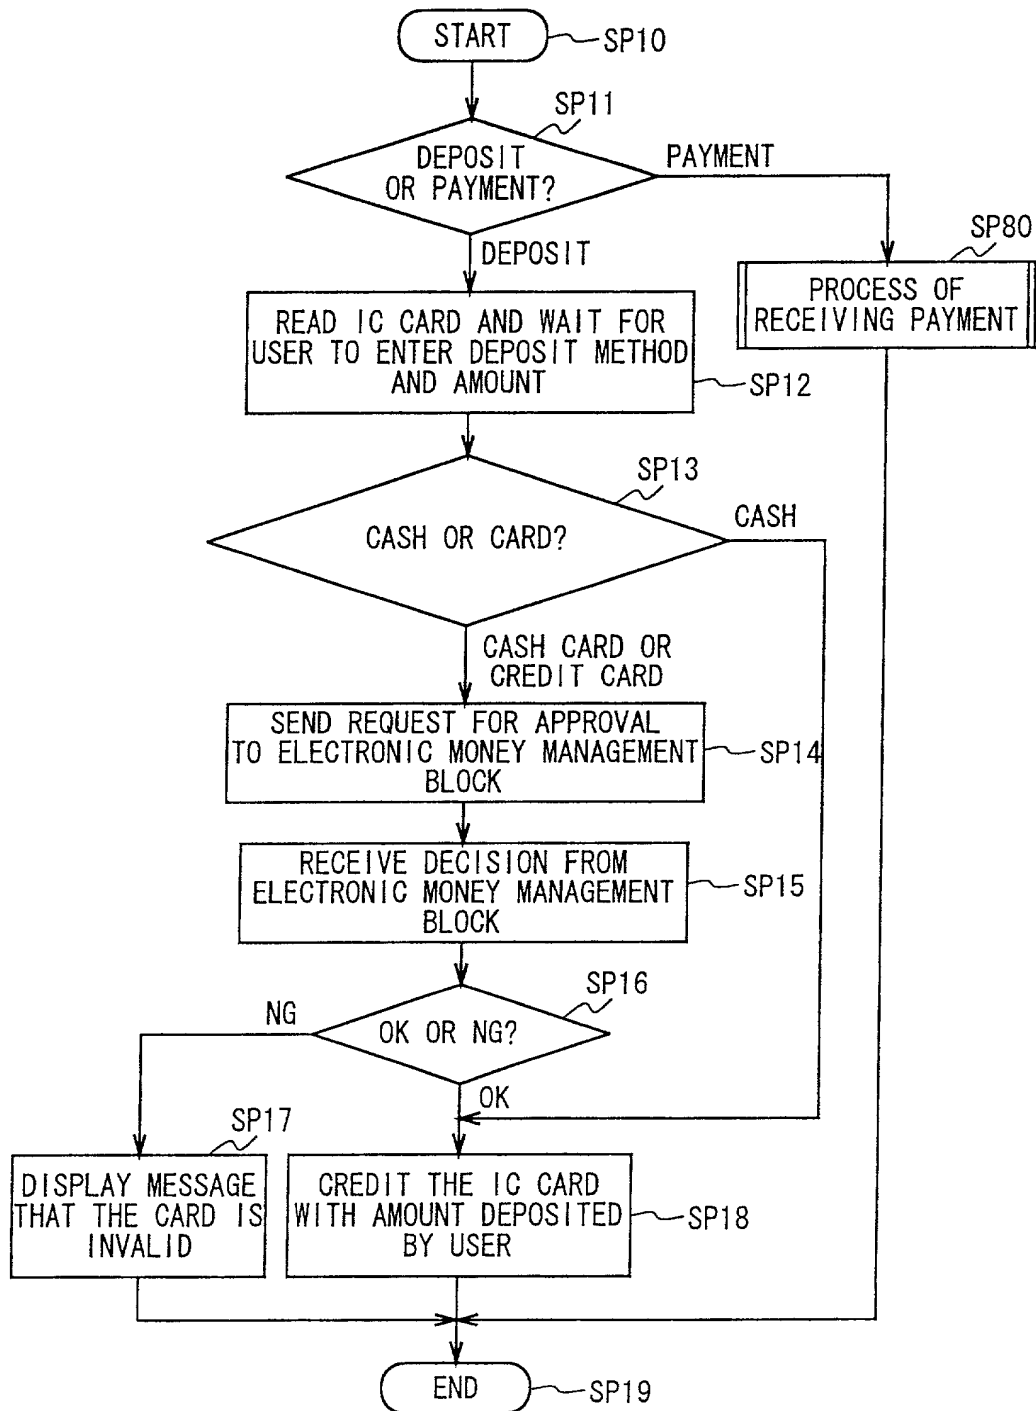 START
SP10
SP11
DEPOSIT
OR PAYMENT?
PAYMENT
DEPOSIT
SP80
PROCESS OF
RECEIVING PAYMENT
READ IC CARD AND WAIT FOR
USER TO ENTER DEPOSIT METHOD
AND AMOUNT
SP12
SP13
CASH OR CARD?
CASH
CASH CARD OR
CREDIT CARD
SEND REQUEST FOR APPROVAL
TO ELECTRONIC MONEY MANAGEMENT
BLOCK
SP14
RECEIVE DECISION FROM
ELECTRONIC MONEY MANAGEMENT
BLOCK
SP15
SP16
NG
OK OR NG?
OK
SP17
DISPLAY MESSAGE
THAT THE CARD IS
INVALID
CREDIT THE IC CARD
WITH AMOUNT DEPOSITED
BY USER
SP18
END
SP19